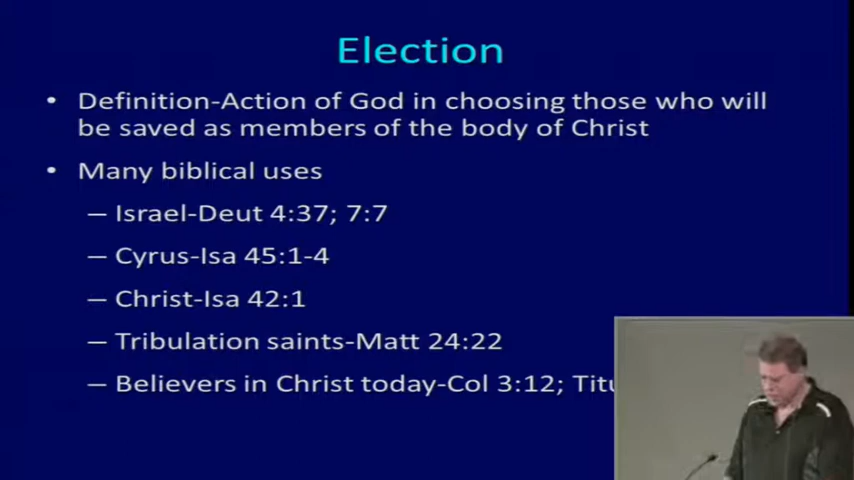 Election
• Definition-Action of God in choosing those who will
be saved as members of the body of Christ
• Many biblical uses
– Israel-Deut 4:37; 7:7
– Cyrus-Isa 45:1-4
– Christ-Isa 42:1
– Tribulation saints-Matt 24:22
– Believers in Christ today-Col 3:12;